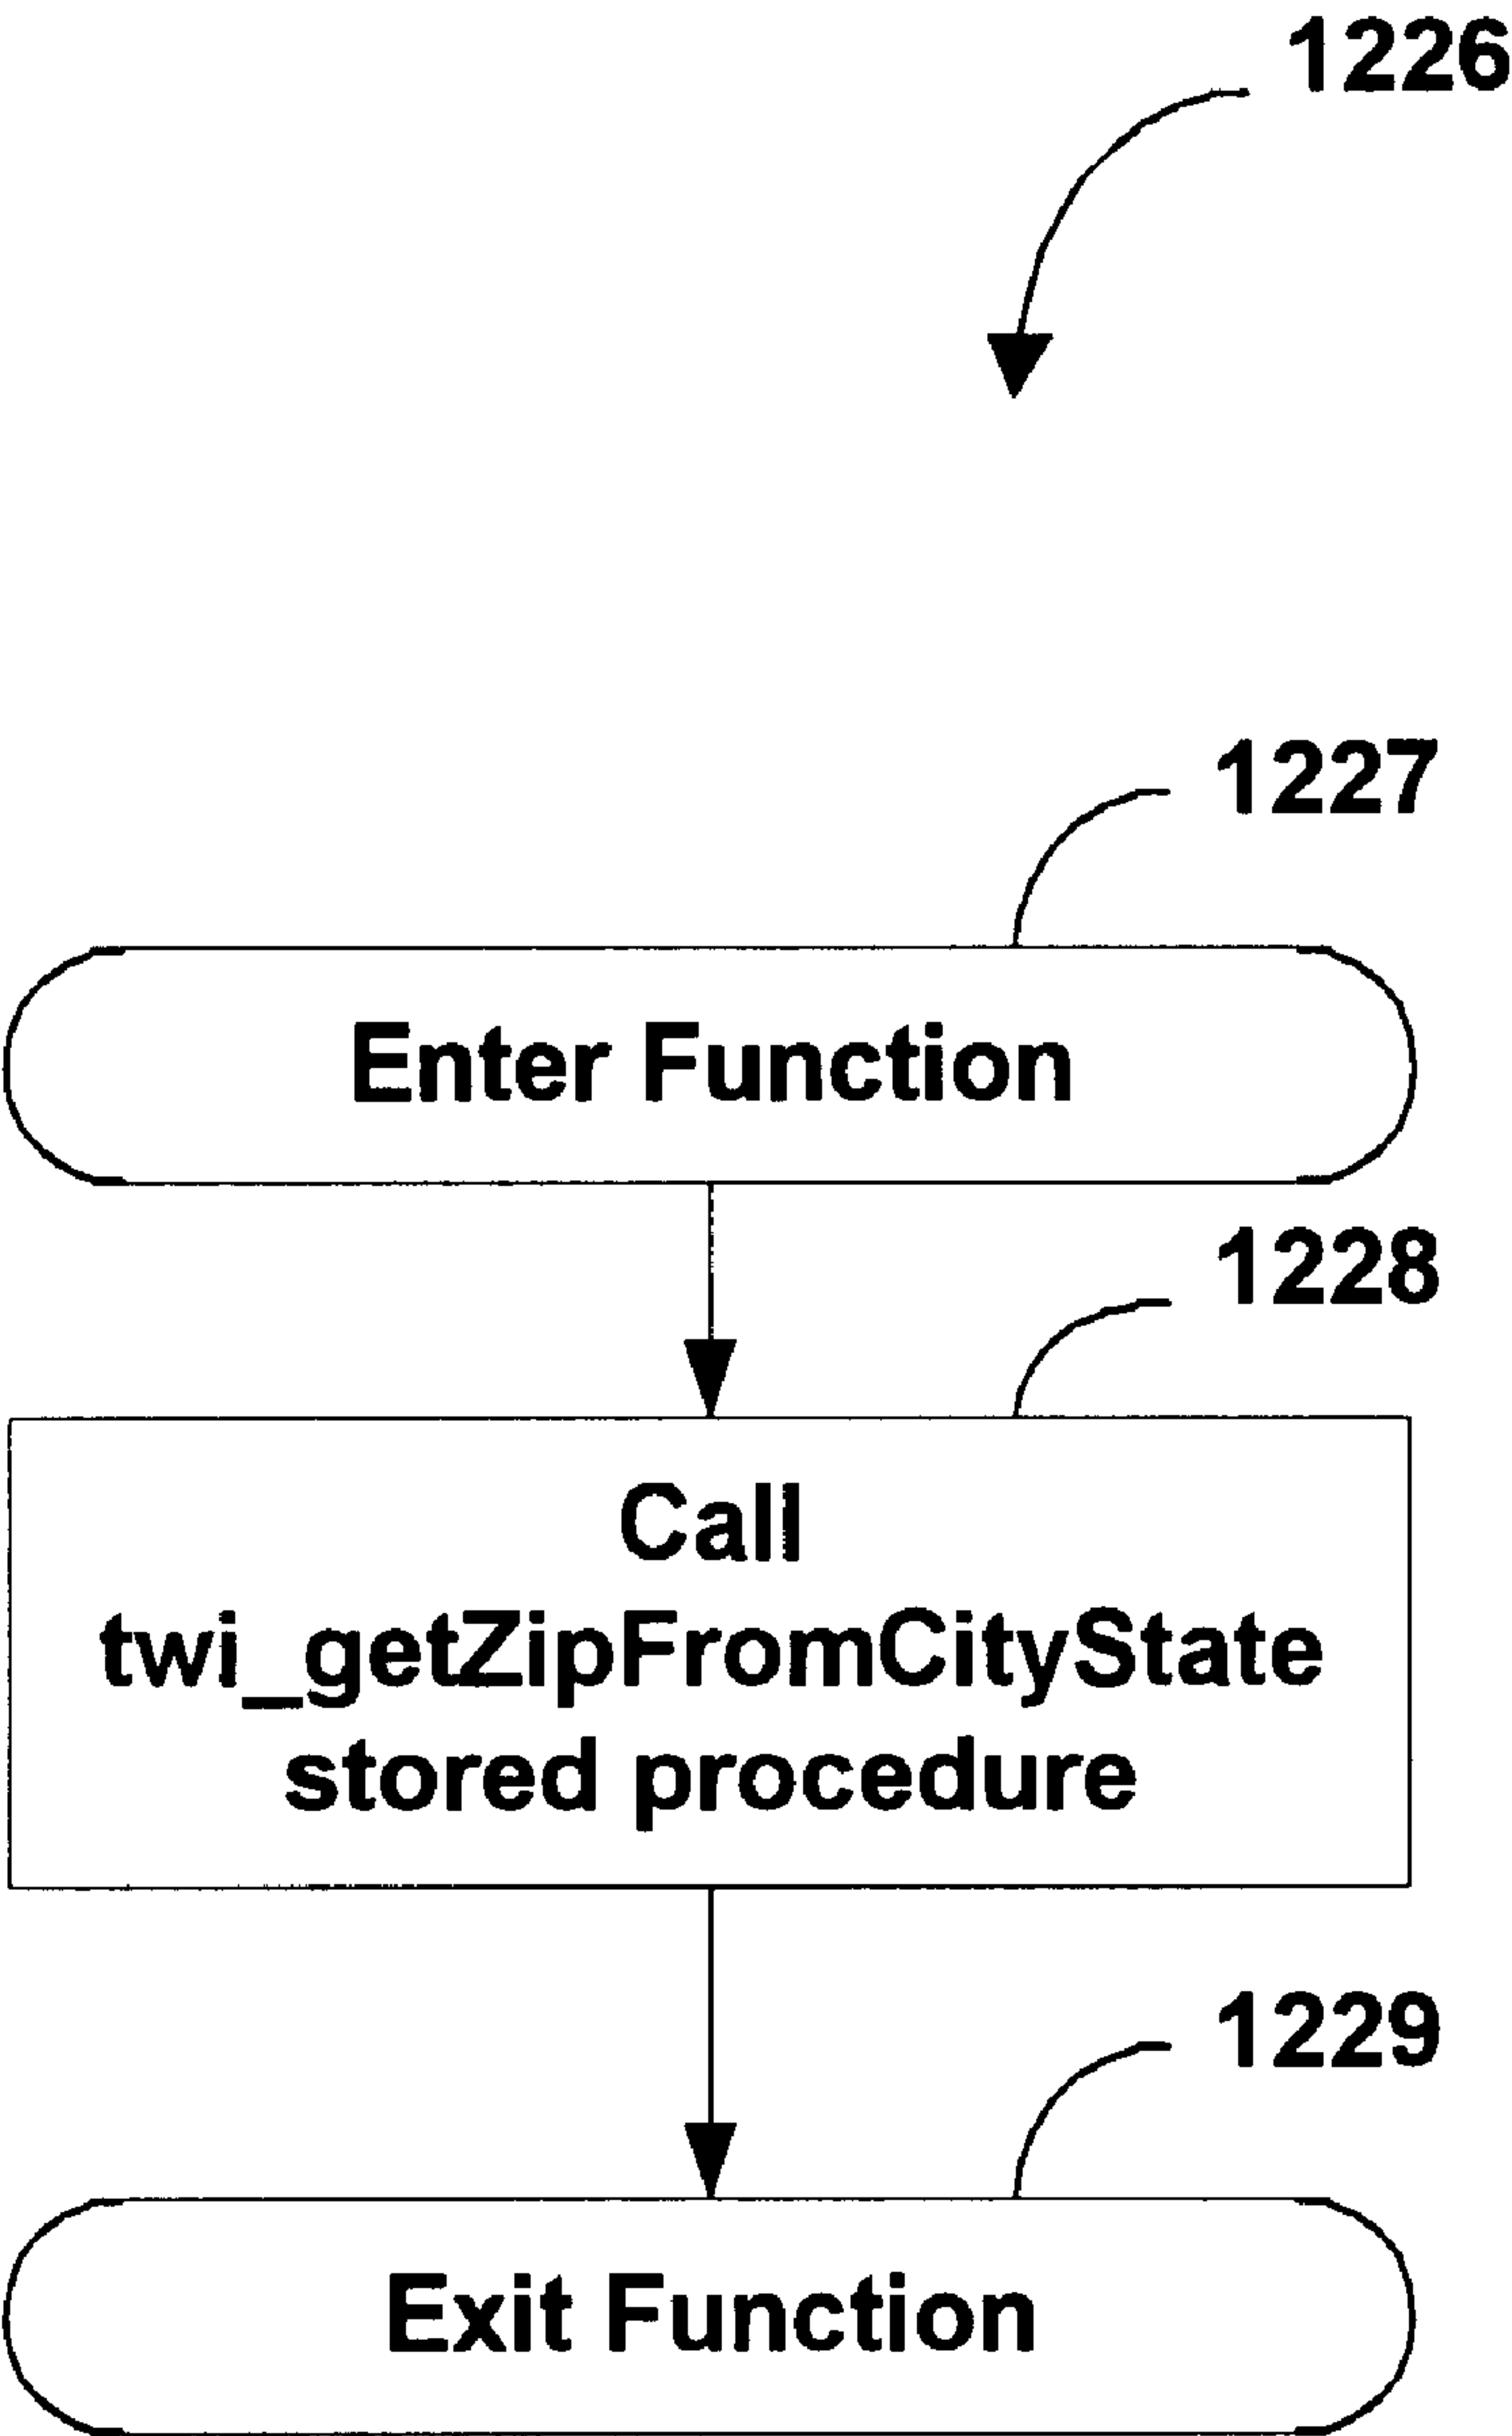 1226
1227
Enter Function
1228
Call
twi_getZipFromCityState
stored procedure
1229
Exit Function